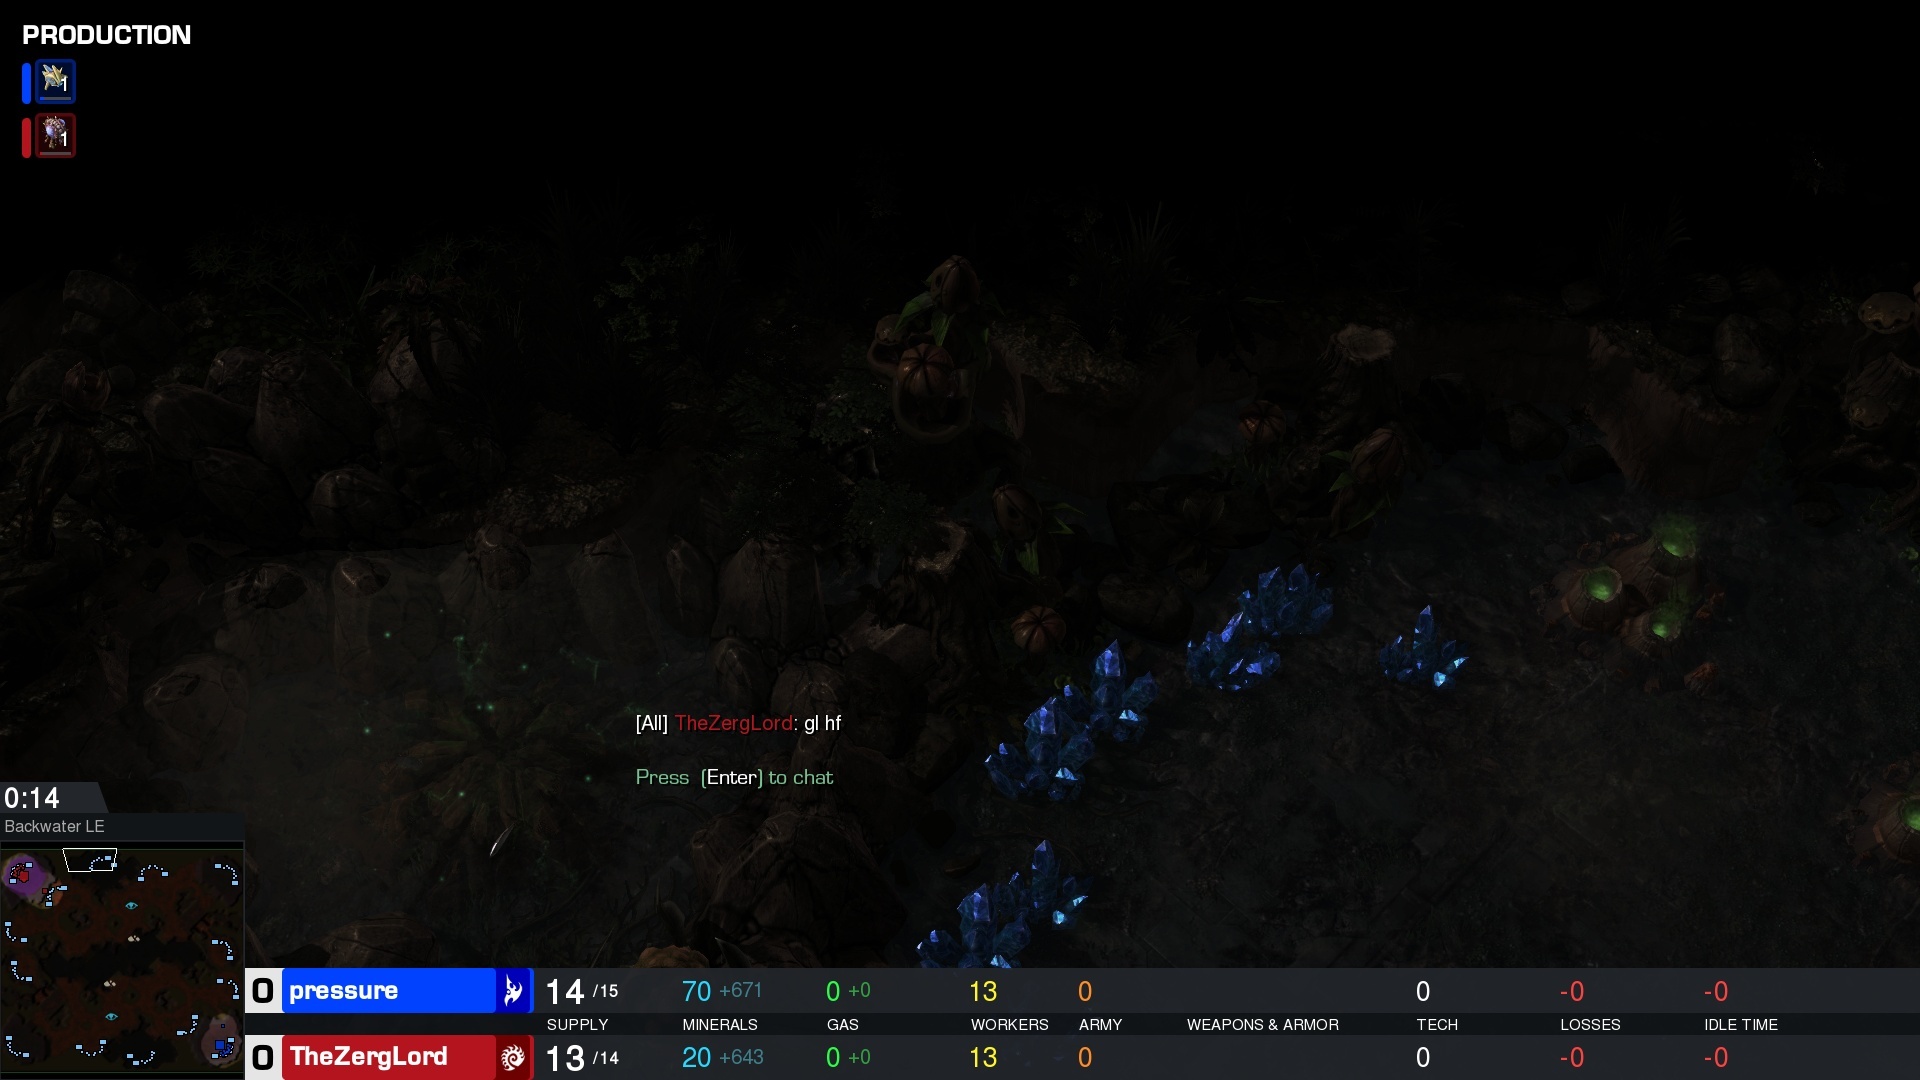 PRODUCTION
1
1
[All] TheZergLord: gl hf
Press (Enter) to chat
0:14
Backwater LE
0 pressure 14 /15 70 +671 0 +0 13 0 0 -0 -0
SUPPLY MINERALS GAS WORKERS ARMY WEAPONS & ARMOR TECH LOSSES IDLE TIME
0 TheZergLord 13 /14 20 +643 0 +0 13 0 0 -0 -0